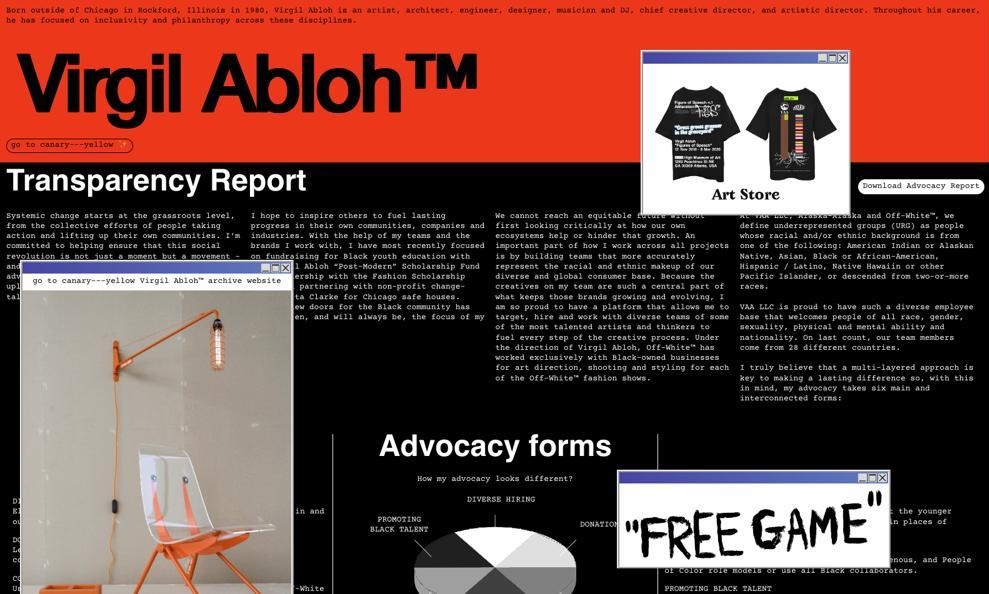 Born outside of Chicago in Rockford, Illinois in 1980, Virgil Abloh is an artist, architect, engineer, designer, musician and DJ, chief creative director, and artistic director. Throughout his career,
he has focused on inclusivity and philanthropy across these disciplines.
Virgil Abloh™
go to canary---yellow
Art Store
Transparency Report
Download Advocacy Report
Systemic change starts at the grassroots level,
from the collective efforts of people taking
action and lifting up their own communities. I'm
committed to helping ensure that this social
revolution is not just a moment but a movement –
go to canary---yellow Virgil Abloh™ archive website
I hope to inspire others to fuel lasting
progress in their own communities, companies and
industries. With the help of my teams and the
brands I work with, I have most recently focused
on fundraising for Black youth education with
l Abloh "Post-Modern" Scholarship Fund
ership with the Fashion Scholarship
partnering with non-profit change-
ta Clarke for Chicago safe houses.
ew doors for the Black community has
en, and will always be, the focus of my
We cannot reach an equitable future without
first looking critically at how our own
ecosystems help or hinder that growth. An
important part of how I work across all projects
is by building teams that more accurately
represent the racial and ethnic makeup of our
diverse and global consumer base. Because the
creatives on my team are such a central part of
what keeps those brands growing and evolving, I
am so proud to have a platform that allows me to
target, hire and work with diverse teams of some
of the most talented artists and thinkers to
fuel every step of the creative process. Under
the direction of Virgil Abloh, Off-White™ has
worked exclusively with Black-owned businesses
for art direction, shooting and styling for each
of the Off-White™ fashion shows.
At VAA LLC, Alaska-Alaska and Off-White™, we
define underrepresented groups (URG) as people
whose racial and/or ethnic background is from
one of the following: American Indian or Alaskan
Native, Asian, Black or African-American,
Hispanic / Latino, Native Hawaiin or other
Pacific Islander, or descended from two-or-more
races.
VAA LLC is proud to have such a diverse employee
base that welcomes people of all race, gender,
sexuality, physical and mental ability and
nationality. On last count, our team members
come from 28 different countries.
I truly believe that a multi-layered approach is
key to making a lasting difference so, with this
in mind, my advocacy takes six main and
interconnected forms:
Advocacy forms
How my advocacy looks different?
DIVERSE HIRING
PROMOTING
BLACK TALENT
DONATION
"FREE GAME"
in and
-White
the younger
in places of
enous, and People
of Color role models or use all Black collaborators.
PROMOTING BLACK TALENT